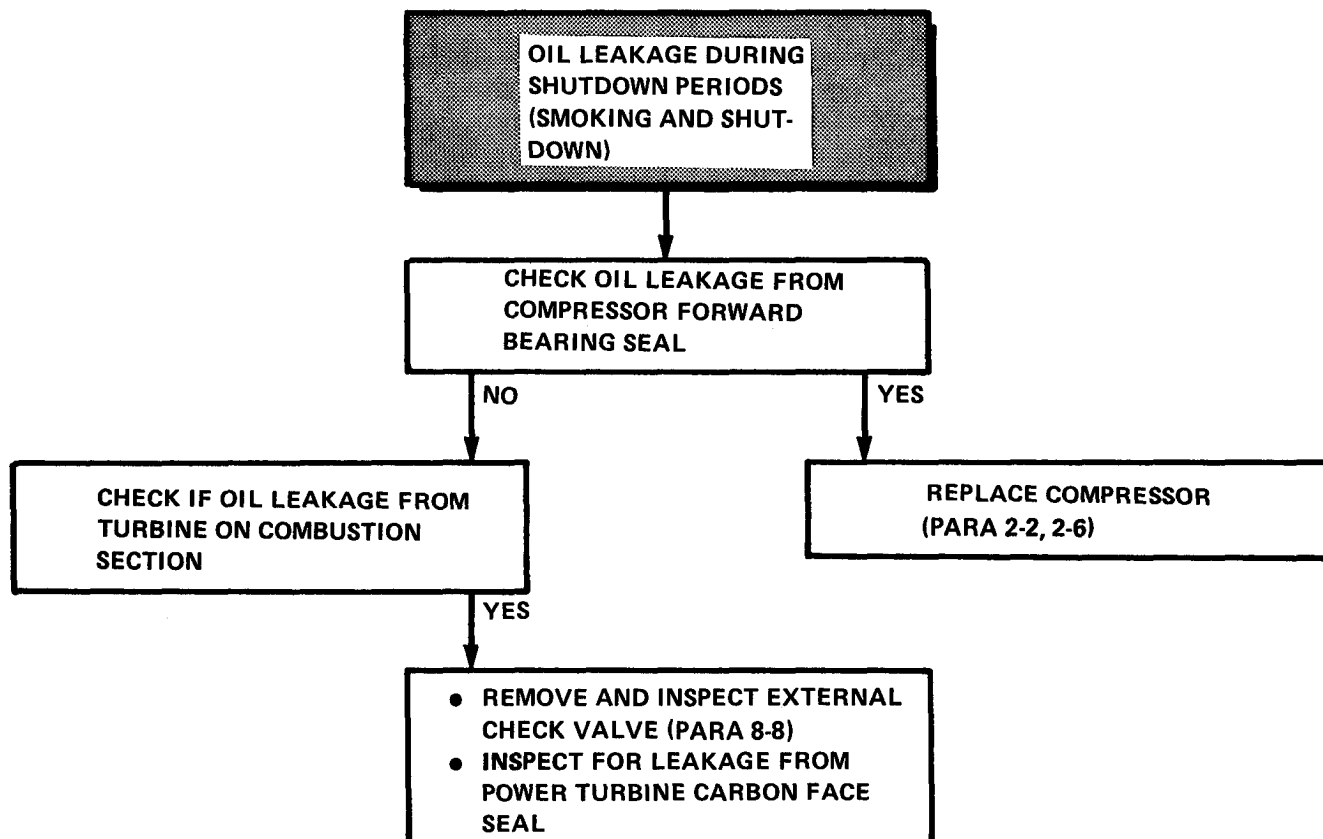 OIL LEAKAGE DURING
SHUTDOWN PERIODS
(SMOKING AND SHUT-
DOWN)
CHECK OIL LEAKAGE FROM
COMPRESSOR FORWARD
BEARING SEAL
NO
YES
CHECK IF OIL LEAKAGE FROM
TURBINE ON COMBUSTION
SECTION
REPLACE COMPRESSOR
(PARA 2-2, 2-6)
YES
● REMOVE AND INSPECT EXTERNAL
CHECK VALVE (PARA 8-8)
● INSPECT FOR LEAKAGE FROM
POWER TURBINE CARBON FACE
SEAL